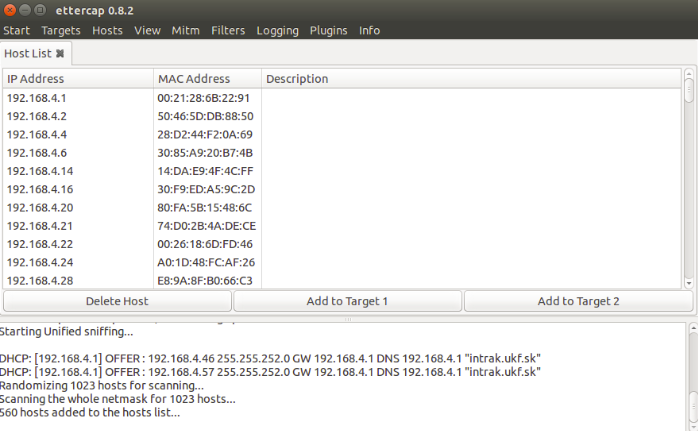 ettercap 0.8.2
Start Targets Hosts View Mitm Filters Logging Plugins Info
Host List
IP Address MAC Address Description
192.168.4.1 00:21:28:6B:22:91
192.168.4.2 50:46:5D:DB:88:50
192.168.4.4 28:D2:44:F2:0A:69
192.168.4.6 30:85:A9:20:B7:4B
192.168.4.14 14:DA:E9:4F:4C:FF
192.168.4.16 30:F9:ED:A5:9C:2D
192.168.4.20 80:FA:5B:15:48:6C
192.168.4.21 74:D0:2B:4A:DE:CE
192.168.4.22 00:26:18:6D:FD:46
192.168.4.24 A0:1D:48:FC:AF:26
192.168.4.28 E8:9A:8F:B0:66:C3
Delete Host Add to Target 1 Add to Target 2
Starting Unified sniffing...
DHCP: [192.168.4.1] OFFER : 192.168.4.46 255.255.252.0 GW 192.168.4.1 DNS 192.168.4.1 "intrak.ukf.sk"
DHCP: [192.168.4.1] OFFER : 192.168.4.57 255.255.252.0 GW 192.168.4.1 DNS 192.168.4.1 "intrak.ukf.sk"
Randomizing 1023 hosts for scanning...
Scanning the whole netmask for 1023 hosts...
560 hosts added to the hosts list...